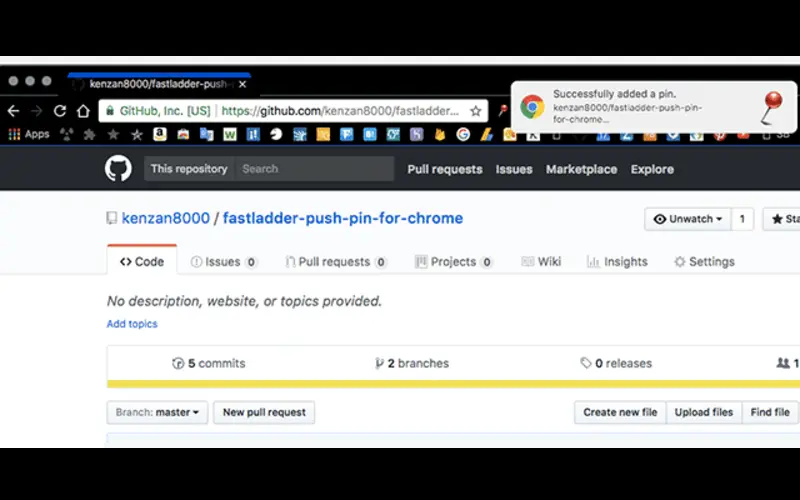 kenzan8000/fastladder-push-
Successfully added a pin.
kenzan8000/fastladder-push-pin-
for-chrome...
GitHub, Inc. [US] | https://github.com/kenzan8000/fastladder...
Apps
This repository Search Pull requests Issues Marketplace Explore
kenzan8000 / fastladder-push-pin-for-chrome
Unwatch 1 Sta
Code Issues 0 Pull requests 0 Projects 0 Wiki Insights Settings
No description, website, or topics provided.
Add topics
5 commits 2 branches 0 releases 1
Branch: master New pull request Create new file Upload files Find file